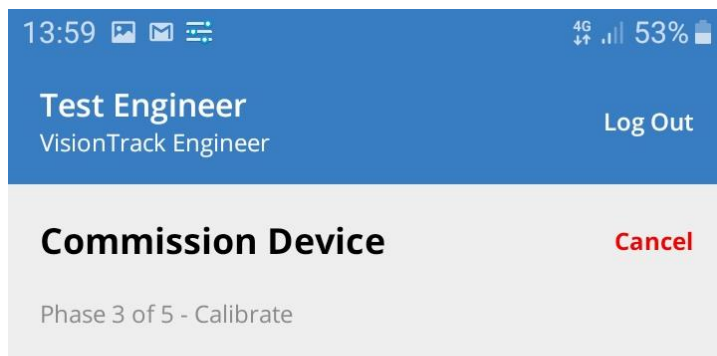 13:59 4G 53%
Test Engineer
VisionTrack Engineer
Log Out
Commission Device
Cancel
Phase 3 of 5 - Calibrate